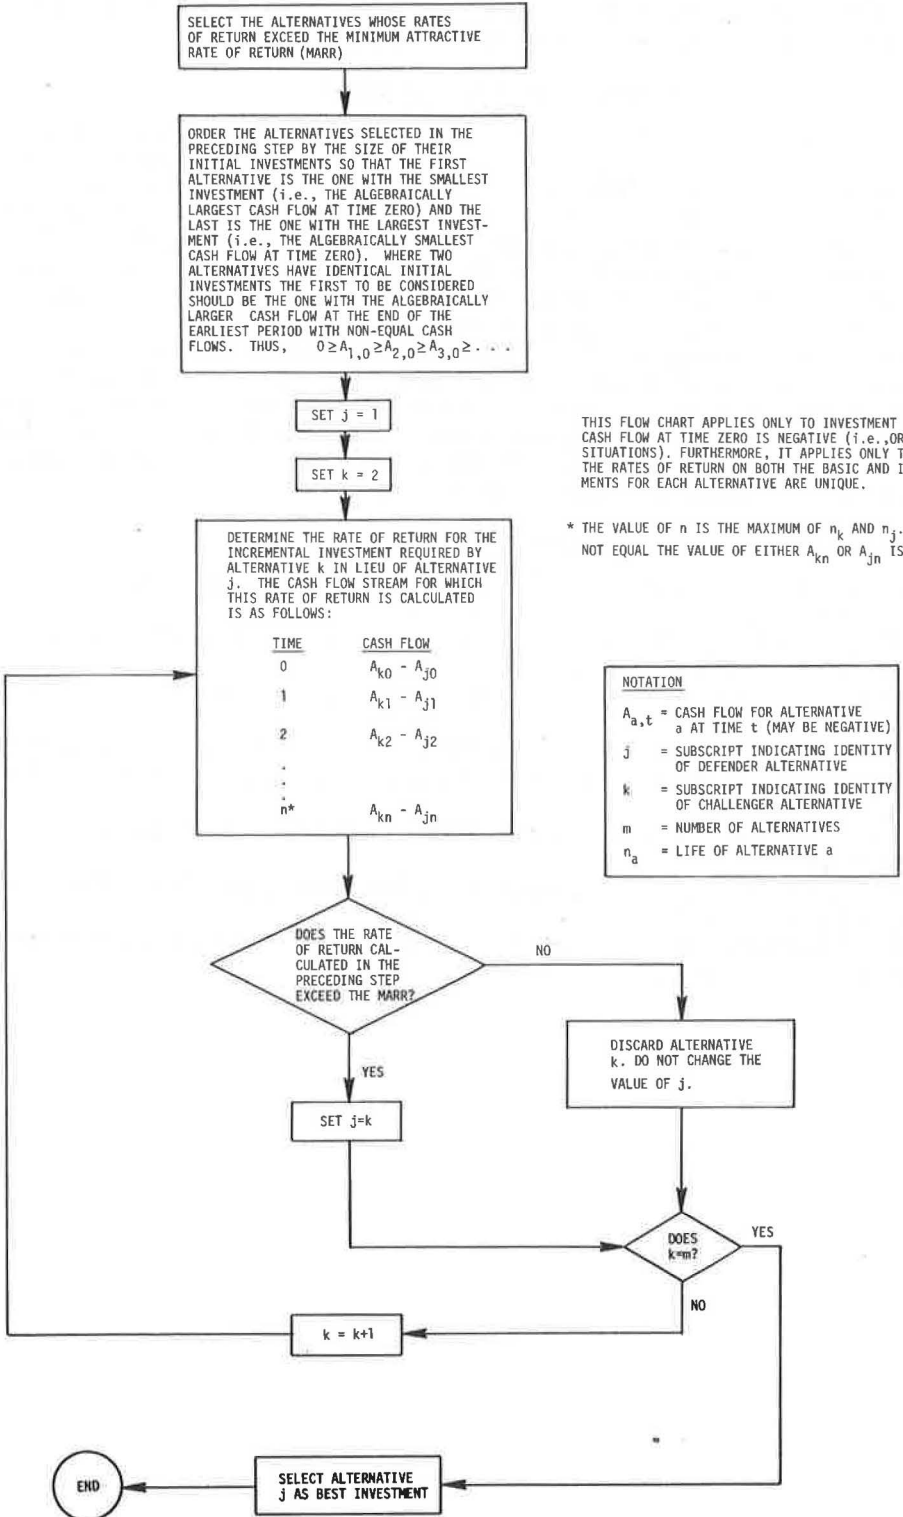 SELECT THE ALTERNATIVES WHOSE RATES
OF RETURN EXCEED THE MINIMUM ATTRACTIVE
RATE OF RETURN (MARR)
ORDER THE ALTERNATIVES SELECTED IN THE
PRECEDING STEP BY THE SIZE OF THEIR
INITIAL INVESTMENTS SO THAT THE FIRST
ALTERNATIVE IS THE ONE WITH THE SMALLEST
INVESTMENT (i.e., THE ALGEBRAICALLY
LARGEST CASH FLOW AT TIME ZERO) AND THE
LAST IS THE ONE WITH THE LARGEST INVEST-
MENT (i.e., THE ALGEBRAICALLY SMALLEST
CASH FLOW AT TIME ZERO). WHERE TWO
ALTERNATIVES HAVE IDENTICAL INITIAL
INVESTMENTS THE FIRST TO BE CONSIDERED
SHOULD BE THE ONE WITH THE ALGEBRAICALLY
LARGER CASH FLOW AT THE END OF THE
EARLIEST PERIOD WITH NON-EQUAL CASH
FLOWS. THUS, 0 ≥ A1,0 ≥ A2,0 ≥ A3,0 ≥ . . .
SET j = 1
SET k = 2
THIS FLOW CHART APPLIES ONLY TO INVESTMENT
CASH FLOW AT TIME ZERO IS NEGATIVE (i.e.,OR
SITUATIONS). FURTHERMORE, IT APPLIES ONLY T
THE RATES OF RETURN ON BOTH THE BASIC AND I
MENTS FOR EACH ALTERNATIVE ARE UNIQUE.
* THE VALUE OF n IS THE MAXIMUM OF nk AND nj.
NOT EQUAL THE VALUE OF EITHER Akn OR Ajn IS
DETERMINE THE RATE OF RETURN FOR THE
INCREMENTAL INVESTMENT REQUIRED BY
ALTERNATIVE k IN LIEU OF ALTERNATIVE
j. THE CASH FLOW STREAM FOR WHICH
THIS RATE OF RETURN IS CALCULATED
IS AS FOLLOWS:
TIME CASH FLOW
0 Ak0 - Aj0
1 Ak1 - Aj1
2 Ak2 - Aj2
.
.
.
n* Akn - Ajn
NOTATION
Aa,t = CASH FLOW FOR ALTERNATIVE
a AT TIME t (MAY BE NEGATIVE)
j = SUBSCRIPT INDICATING IDENTITY
OF DEFENDER ALTERNATIVE
k = SUBSCRIPT INDICATING IDENTITY
OF CHALLENGER ALTERNATIVE
m = NUMBER OF ALTERNATIVES
na = LIFE OF ALTERNATIVE a
DOES THE RATE
OF RETURN CAL-
CULATED IN THE
PRECEDING STEP
EXCEED THE MARR?
NO
YES
DISCARD ALTERNATIVE
k. DO NOT CHANGE THE
VALUE OF j.
SET j=k
DOES
k=m?
YES
NO
k = k+1
SELECT ALTERNATIVE
j AS BEST INVESTMENT
END